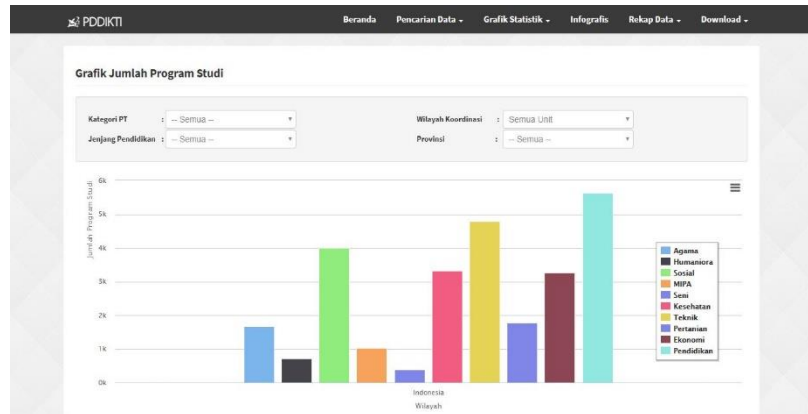 PDDIKTI
Beranda Pencarian Data Grafik Statistik Infografis Rekap Data Download
Grafik Jumlah Program Studi
Kategori PT : -- Semua -- Wilayah Koordinasi : Semua Unit
Jenjang Pendidikan : -- Semua -- Provinsi : -- Semua --
Jumlah Program Studi
6k
5k
4k
3k
2k
1k
0k
Agama
Humaniora
Sosial
MIPA
Seni
Kesehatan
Teknik
Pertanian
Ekonomi
Pendidikan
Indonesia
Wilayah